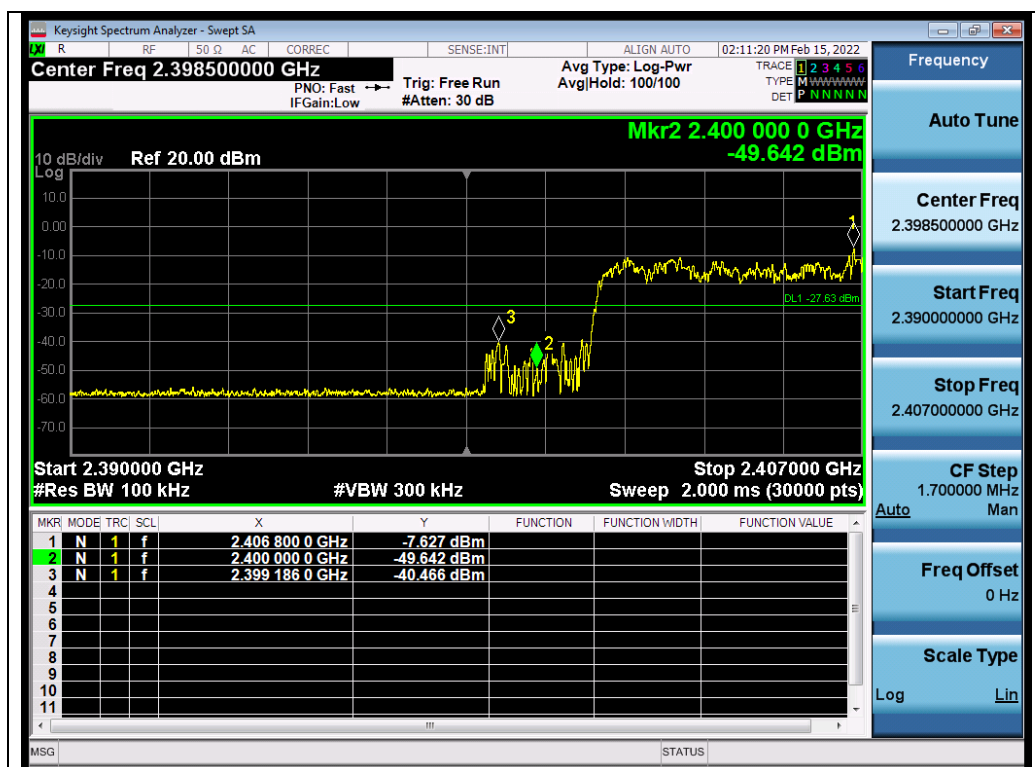 Keysight Spectrum Analyzer - Swept SA
LXI R RF 50 Ω AC CORREC SENSE:INT ALIGN AUTO 02:11:20 PM Feb 15, 2022
Center Freq 2.398500000 GHz
PNO: Fast
IFGain:Low
Trig: Free Run
#Atten: 30 dB
Avg Type: Log-Pwr
Avg|Hold: 100/100
TRACE 1 2 3 4 5 6
TYPE M WWWWW
DET P N N N N N
Mkr2 2.400 000 0 GHz
-49.642 dBm
10 dB/div Ref 20.00 dBm
Log
10.0
0.00
-10.0
-20.0
-30.0
-40.0
-50.0
-60.0
-70.0
1
DL1 -27.63 dBm
3
2
Start 2.390000 GHz Stop 2.407000 GHz
#Res BW 100 kHz #VBW 300 kHz Sweep 2.000 ms (30000 pts)
MKR MODE TRC SCL X Y FUNCTION FUNCTION WIDTH FUNCTION VALUE
1 N 1 f 2.406 800 0 GHz -7.627 dBm
2 N 1 f 2.400 000 0 GHz -49.642 dBm
3 N 1 f 2.399 186 0 GHz -40.466 dBm
4
5
6
7
8
9
10
11
MSG STATUS
Frequency
Auto Tune
Center Freq
2.398500000 GHz
Start Freq
2.390000000 GHz
Stop Freq
2.407000000 GHz
CF Step
1.700000 MHz
Auto Man
Freq Offset
0 Hz
Scale Type
Log Lin